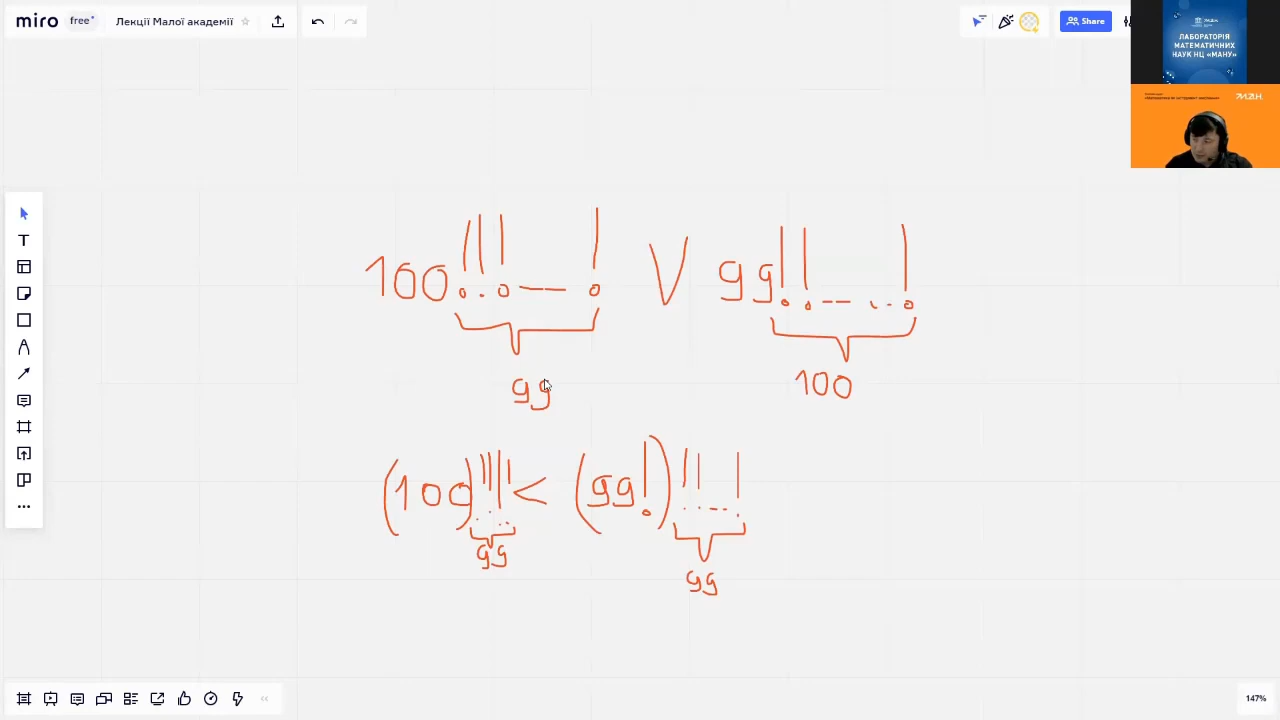 miro free Лекції Малої академії Share
ЛАБОРАТОРІЯ
МАТЕМАТИЧНИХ
НАУК НЦ «МАНУ»
100!!!...! V 99!!...!
99 100
(100)!!!! < (99!)!!...!
99 99
147%